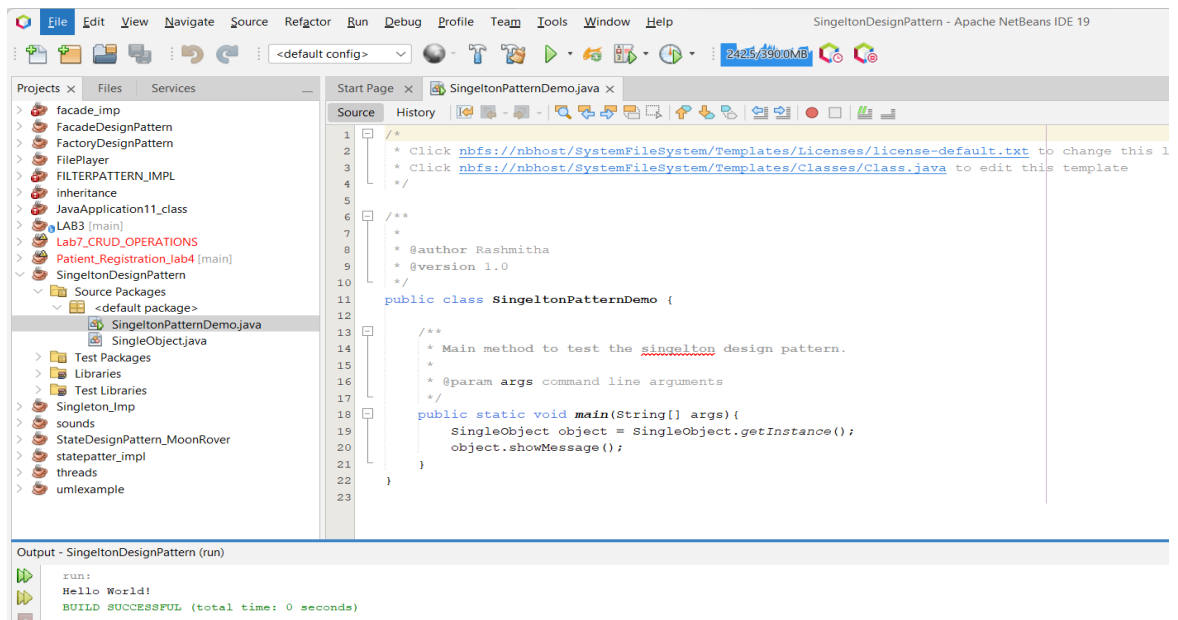 File Edit View Navigate Source Refactor Run Debug Profile Team Tools Window Help SingeltonDesignPattern - Apache NetBeans IDE 19
<default config> 242.5/390.0MB
Projects Files Services
facade_imp
FacadeDesignPattern
FactoryDesignPattern
FilePlayer
FILTERPATTERN_IMPL
inheritance
JavaApplication11_class
LAB3 [main]
Lab7_CRUD_OPERATIONS
Patient_Registration_lab4 [main]
SingeltonDesignPattern
Source Packages
<default package>
SingeltonPatternDemo.java
SingleObject.java
Test Packages
Libraries
Test Libraries
Singleton_Imp
sounds
StateDesignPattern_MoonRover
statepatter_impl
threads
umlexample
Start Page SingeltonPatternDemo.java
Source History
1 /*
2 * Click nbfs://nbhost/SystemFileSystem/Templates/Licenses/license-default.txt to change this l
3 * Click nbfs://nbhost/SystemFileSystem/Templates/Classes/Class.java to edit this template
4 */
5
6 /**
7 *
8 * @author Rashmitha
9 * @version 1.0
10 */
11 public class SingeltonPatternDemo {
12
13 /**
14 * Main method to test the singelton design pattern.
15 *
16 * @param args command line arguments
17 */
18 public static void main(String[] args){
19 SingleObject object = SingleObject.getInstance();
20 object.showMessage();
21 }
22 }
23
Output - SingeltonDesignPattern (run)
run:
Hello World!
BUILD SUCCESSFUL (total time: 0 seconds)